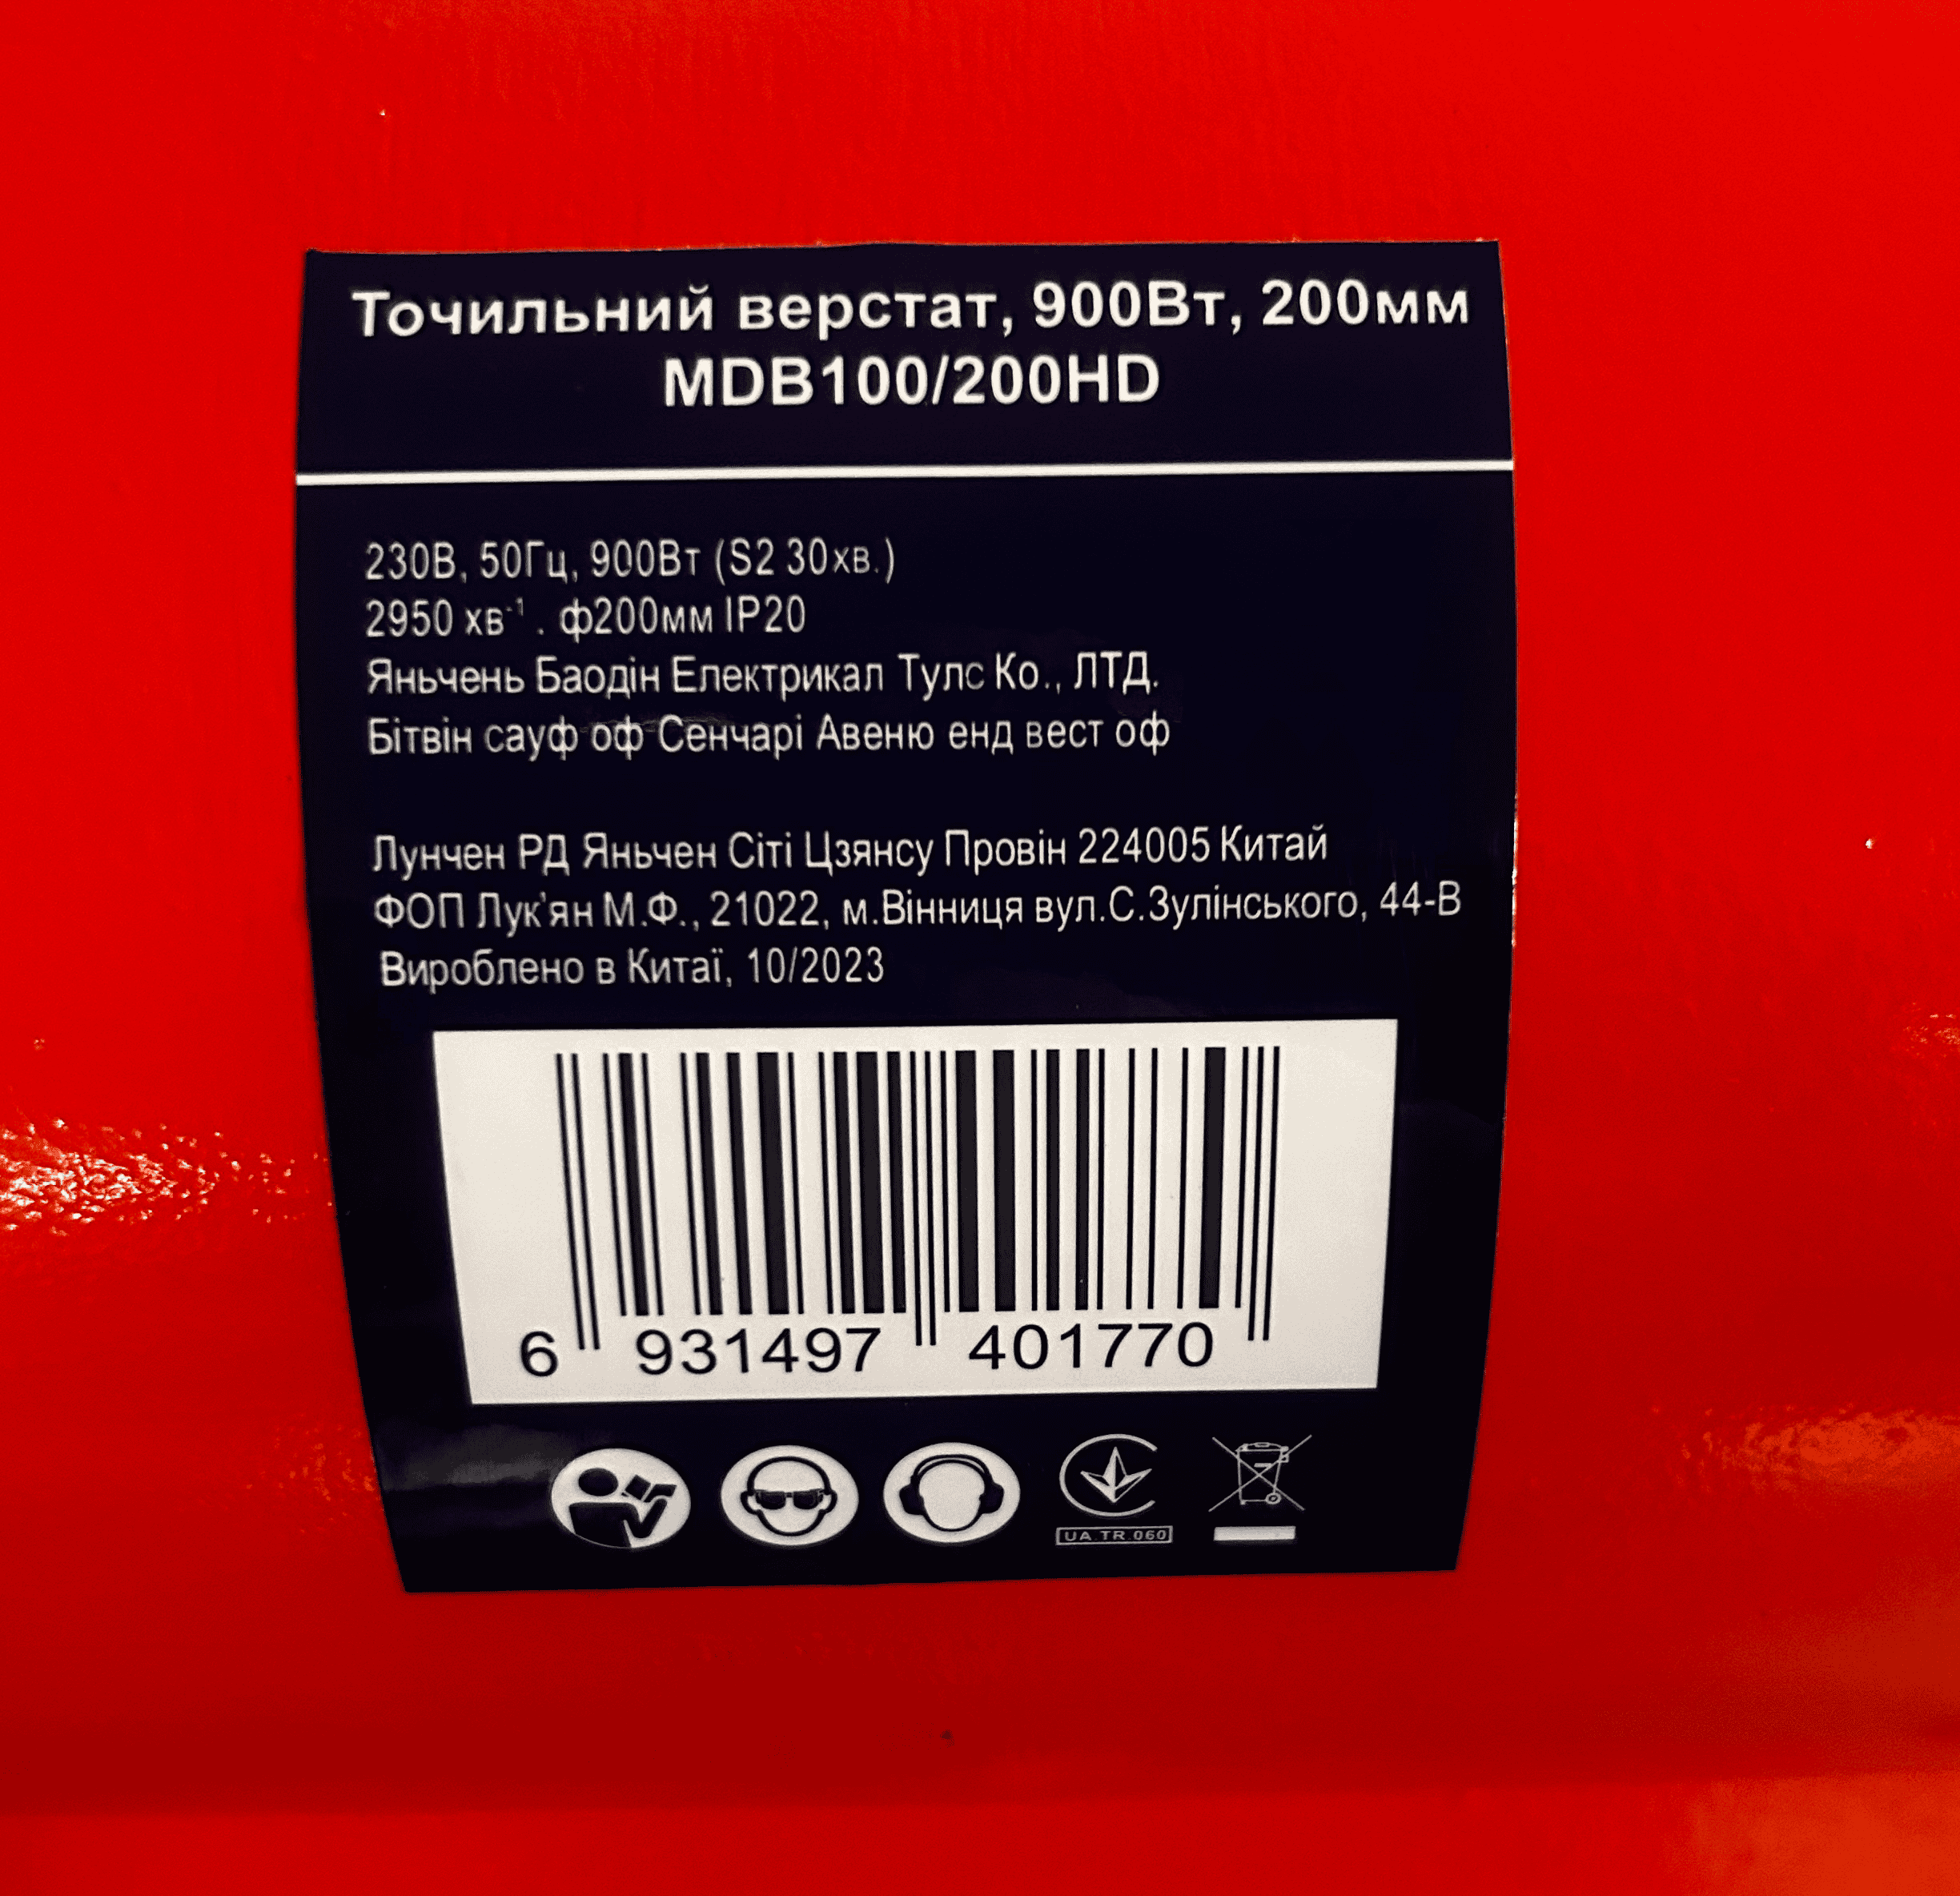 Точильний верстат, 900Вт, 200мм
MDB100/200HD
230В, 50Гц, 900Вт (S2 30хв.)
2950 хв⁻¹ . ф200мм IP20
Яньчень Баодін Електрикал Тулс Ко., ЛТД.
Бітвін сауф оф Сенчарі Авеню енд вест оф
Лунчен РД Яньчен Сіті Цзянсу Провін 224005 Китай
ФОП Лук'ян М.Ф., 21022, м.Вінниця вул.С.Зулінського, 44-В
Вироблено в Китаї, 10/2023
6 931497 401770
UA.TR.060